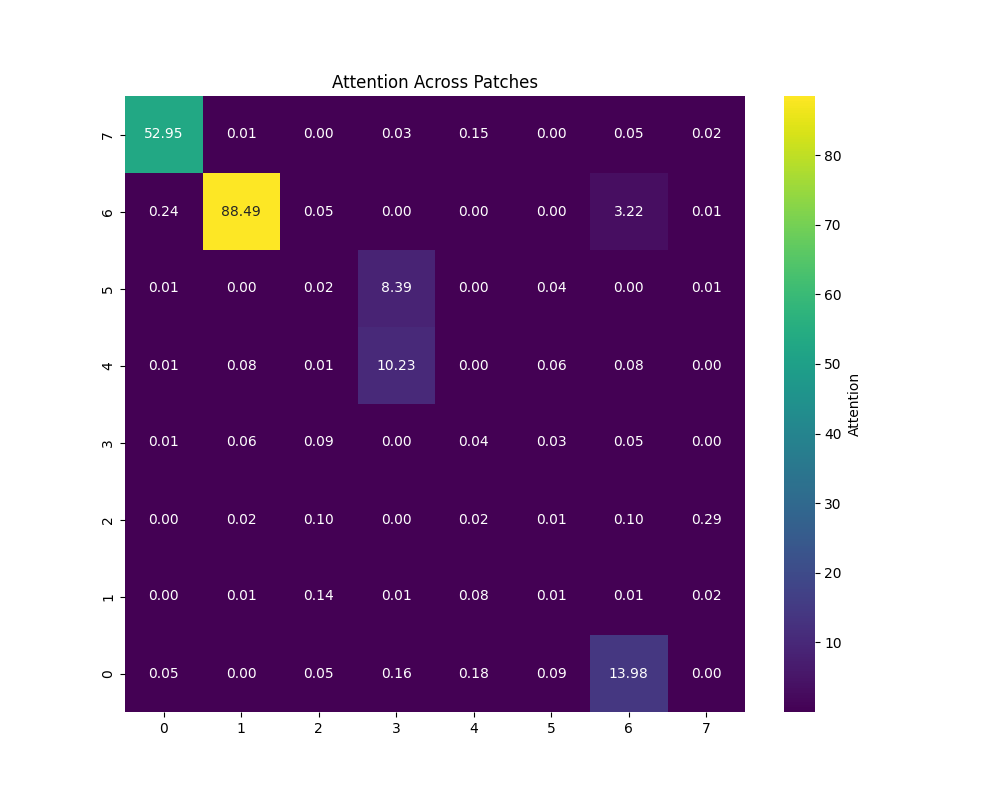 Attention Across Patches
7 52.95 0.01 0.00 0.03 0.15 0.00 0.05 0.02
6 0.24 88.49 0.05 0.00 0.00 0.00 3.22 0.01
5 0.01 0.00 0.02 8.39 0.00 0.04 0.00 0.01
4 0.01 0.08 0.01 10.23 0.00 0.06 0.08 0.00
3 0.01 0.06 0.09 0.00 0.04 0.03 0.05 0.00
2 0.00 0.02 0.10 0.00 0.02 0.01 0.10 0.29
1 0.00 0.01 0.14 0.01 0.08 0.01 0.01 0.02
0 0.05 0.00 0.05 0.16 0.18 0.09 13.98 0.00
0 1 2 3 4 5 6 7
80
70
60
50
40
30
20
10
Attention